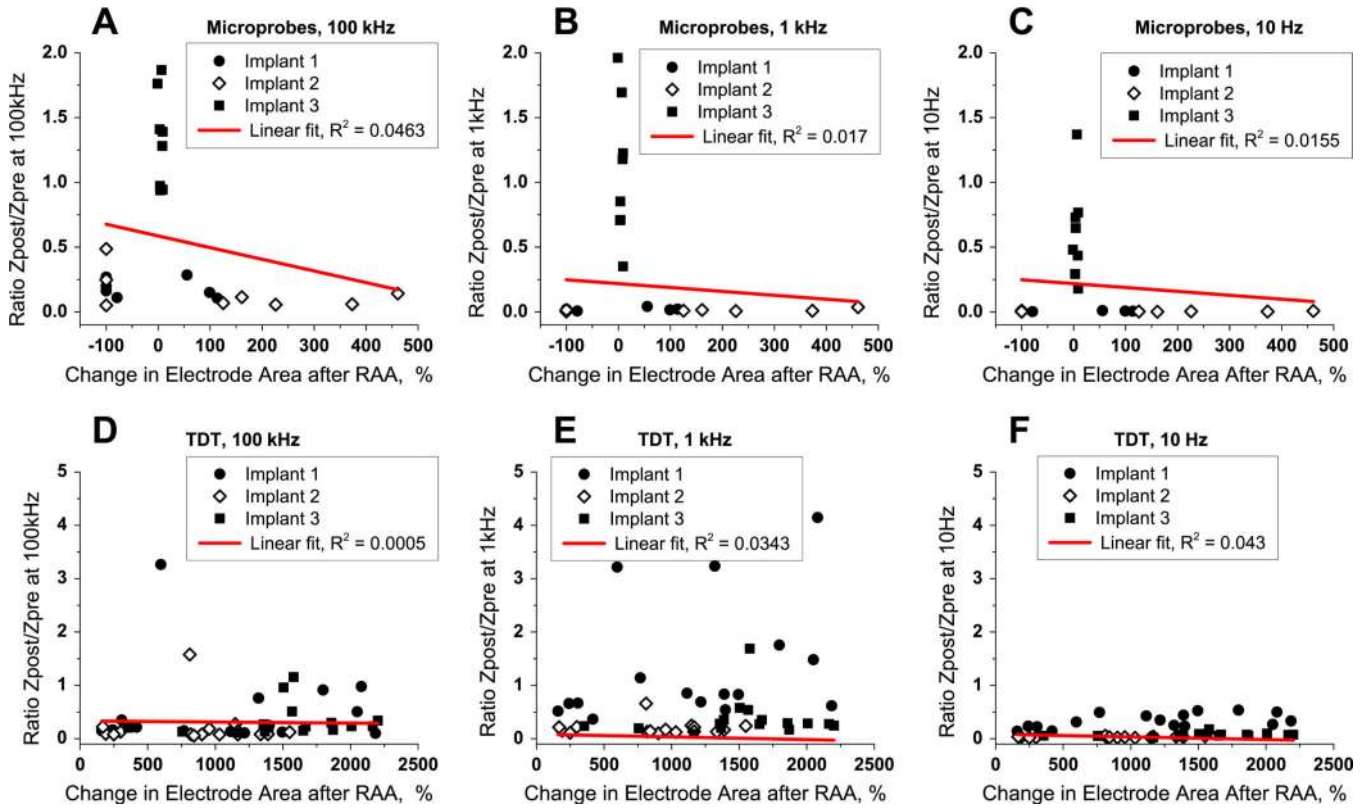 A
Microprobes, 100 kHz
Implant 1
Implant 2
Implant 3
Linear fit, R² = 0.0463
Ratio Zpost/Zpre at 100kHz
2.0
1.5
1.0
0.5
0.0
-100 0 100 200 300 400 500
Change in Electrode Area after RAA, %
B
Microprobes, 1 kHz
Implant 1
Implant 2
Implant 3
Linear fit, R² = 0.017
Ratio Zpost/Zpre at 1kHz
2.0
1.5
1.0
0.5
0.0
-100 0 100 200 300 400 500
Change in Electrode Area After RAA, %
C
Microprobes, 10 Hz
Implant 1
Implant 2
Implant 3
Linear fit, R² = 0.0155
Ratio Zpost/Zpre at 10Hz
2.0
1.5
1.0
0.5
0.0
-100 0 100 200 300 400 500
Change in Electrode Area After RAA, %
D
TDT, 100 kHz
Implant 1
Implant 2
Implant 3
Linear fit, R² = 0.0005
Ratio Zpost/Zpre at 100kHz
5
4
3
2
1
0
0 500 1000 1500 2000 2500
Change in Electrode Area after RAA, %
E
TDT, 1 kHz
Implant 1
Implant 2
Implant 3
Linear fit, R² = 0.0343
Ratio Zpost/Zpre at 1kHz
5
4
3
2
1
0
0 500 1000 1500 2000 2500
Change in Electrode Area after RAA, %
F
TDT, 10 Hz
Implant 1
Implant 2
Implant 3
Linear fit, R² = 0.043
Ratio Zpost/Zpre at 10Hz
5
4
3
2
1
0
0 500 1000 1500 2000 2500
Change in Electrode Area after RAA, %